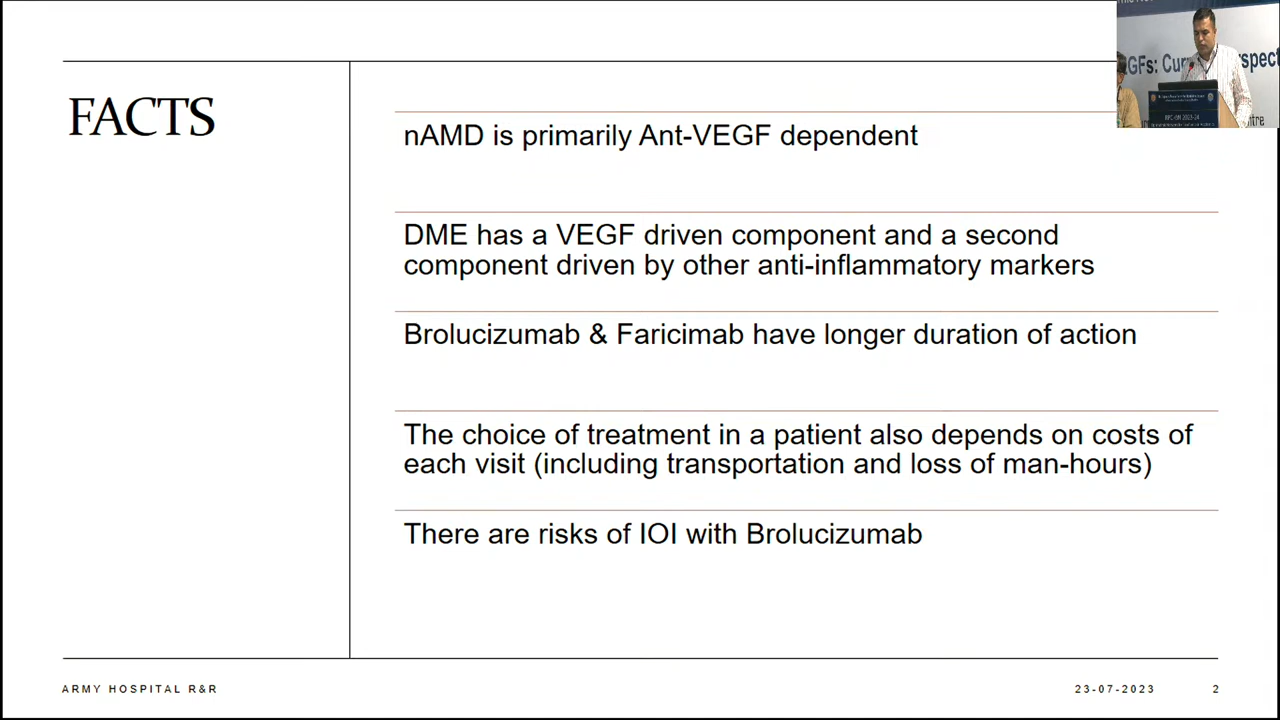 FACTS
nAMD is primarily Ant-VEGF dependent
DME has a VEGF driven component and a second
component driven by other anti-inflammatory markers
Brolucizumab & Faricimab have longer duration of action
The choice of treatment in a patient also depends on costs of
each visit (including transportation and loss of man-hours)
There are risks of IOI with Brolucizumab
ARMY HOSPITAL R&R
23-07-2023
2